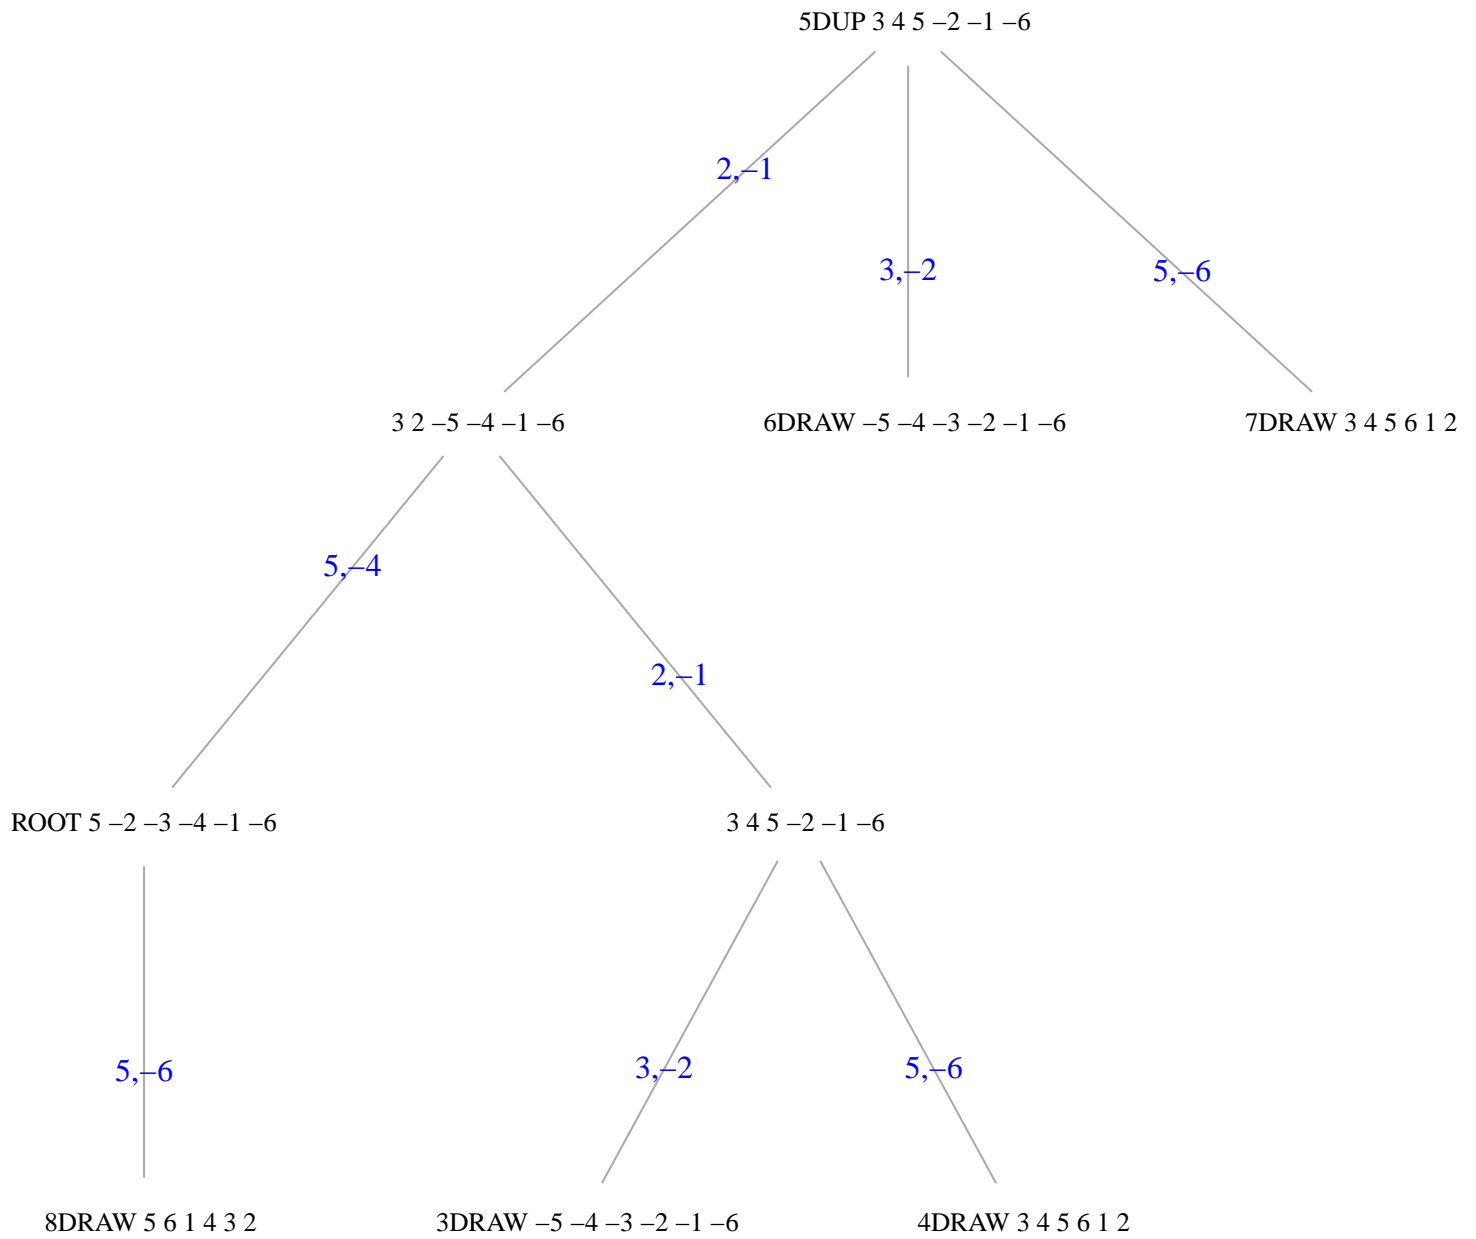 5DUP 3 4 5 –2 –1 –6
2,–1
3,–2
5,–6
3 2 –5 –4 –1 –6
6DRAW –5 –4 –3 –2 –1 –6
7DRAW 3 4 5 6 1 2
5,–4
2,–1
ROOT 5 –2 –3 –4 –1 –6
3 4 5 –2 –1 –6
5,–6
3,–2
5,–6
8DRAW 5 6 1 4 3 2
3DRAW –5 –4 –3 –2 –1 –6
4DRAW 3 4 5 6 1 2